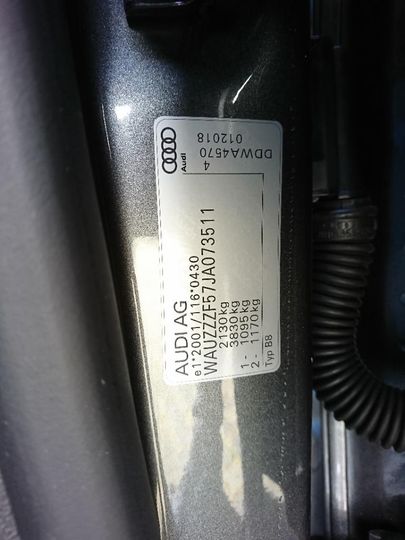 AUDI AG
e1*2001/116*0430
WAUZZZF57JA073511
2130kg
3830kg
1- 1095kg
2- 1170kg
Typ B8
Audi
4
DDWA4570
012018